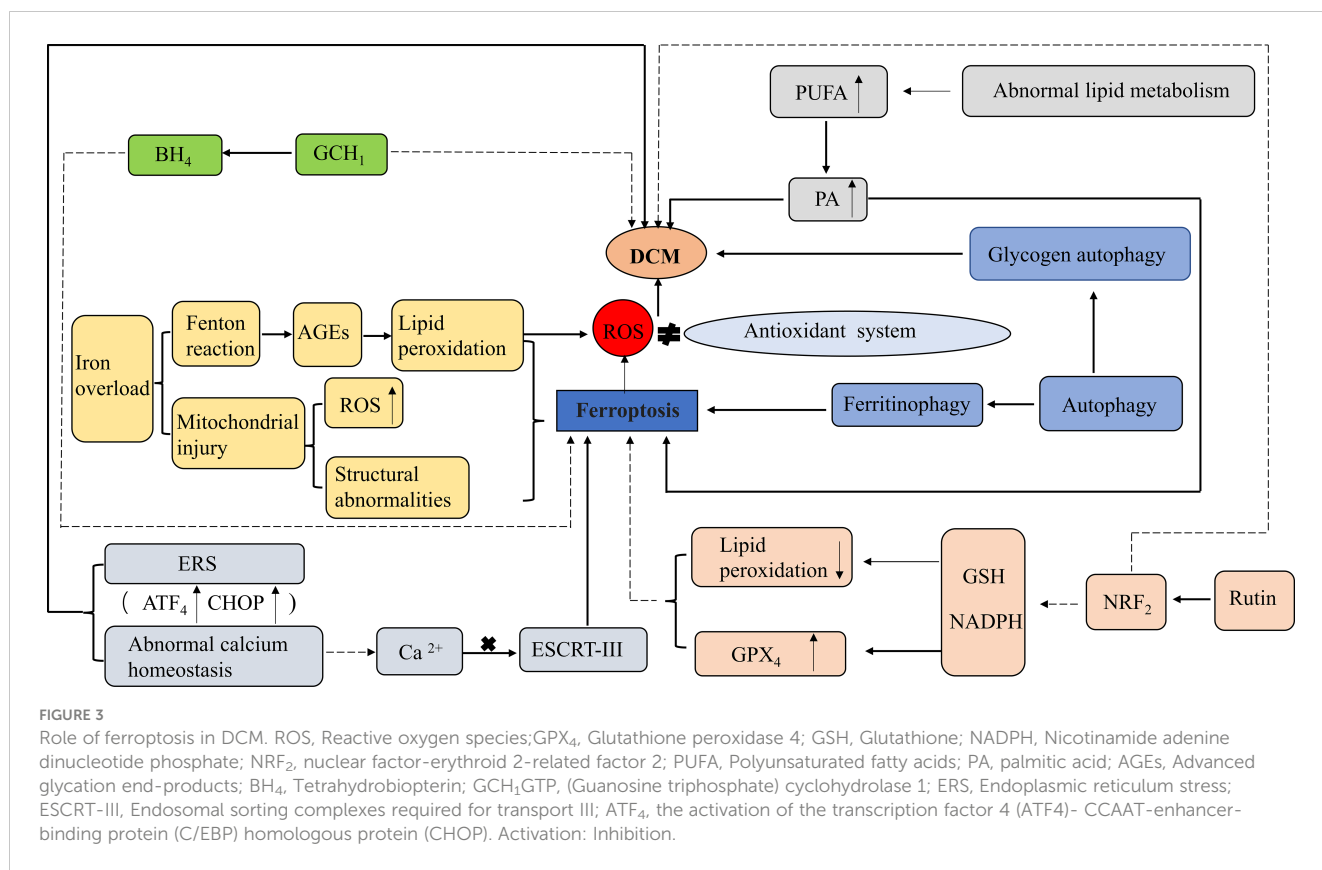 PUFA
Abnormal lipid metabolism
BH₄
GCH₁
PA
DCM
Glycogen autophagy
Iron
overload
Fenton
reaction
AGEs
Lipid
peroxidation
ROS
≠
Antioxidant system
Mitochondrial
injury
ROS
Ferroptosis
Ferritinophagy
Autophagy
Structural
abnormalities
ERS
( ATF₄ CHOP )
Abnormal calcium
homeostasis
Ca ²⁺
ESCRT-III
Lipid
peroxidation
GPX₄
GSH
NADPH
NRF₂
Rutin
FIGURE 3
Role of ferroptosis in DCM. ROS, Reactive oxygen species;GPX₄, Glutathione peroxidase 4; GSH, Glutathione; NADPH, Nicotinamide adenine
dinucleotide phosphate; NRF₂, nuclear factor-erythroid 2-related factor 2; PUFA, Polyunsaturated fatty acids; PA, palmitic acid; AGEs, Advanced
glycation end-products; BH₄, Tetrahydrobiopterin; GCH₁GTP, (Guanosine triphosphate) cyclohydrolase 1; ERS, Endoplasmic reticulum stress;
ESCRT-III, Endosomal sorting complexes required for transport III; ATF₄, the activation of the transcription factor 4 (ATF4)- CCAAT-enhancer-
binding protein (C/EBP) homologous protein (CHOP). Activation: Inhibition.